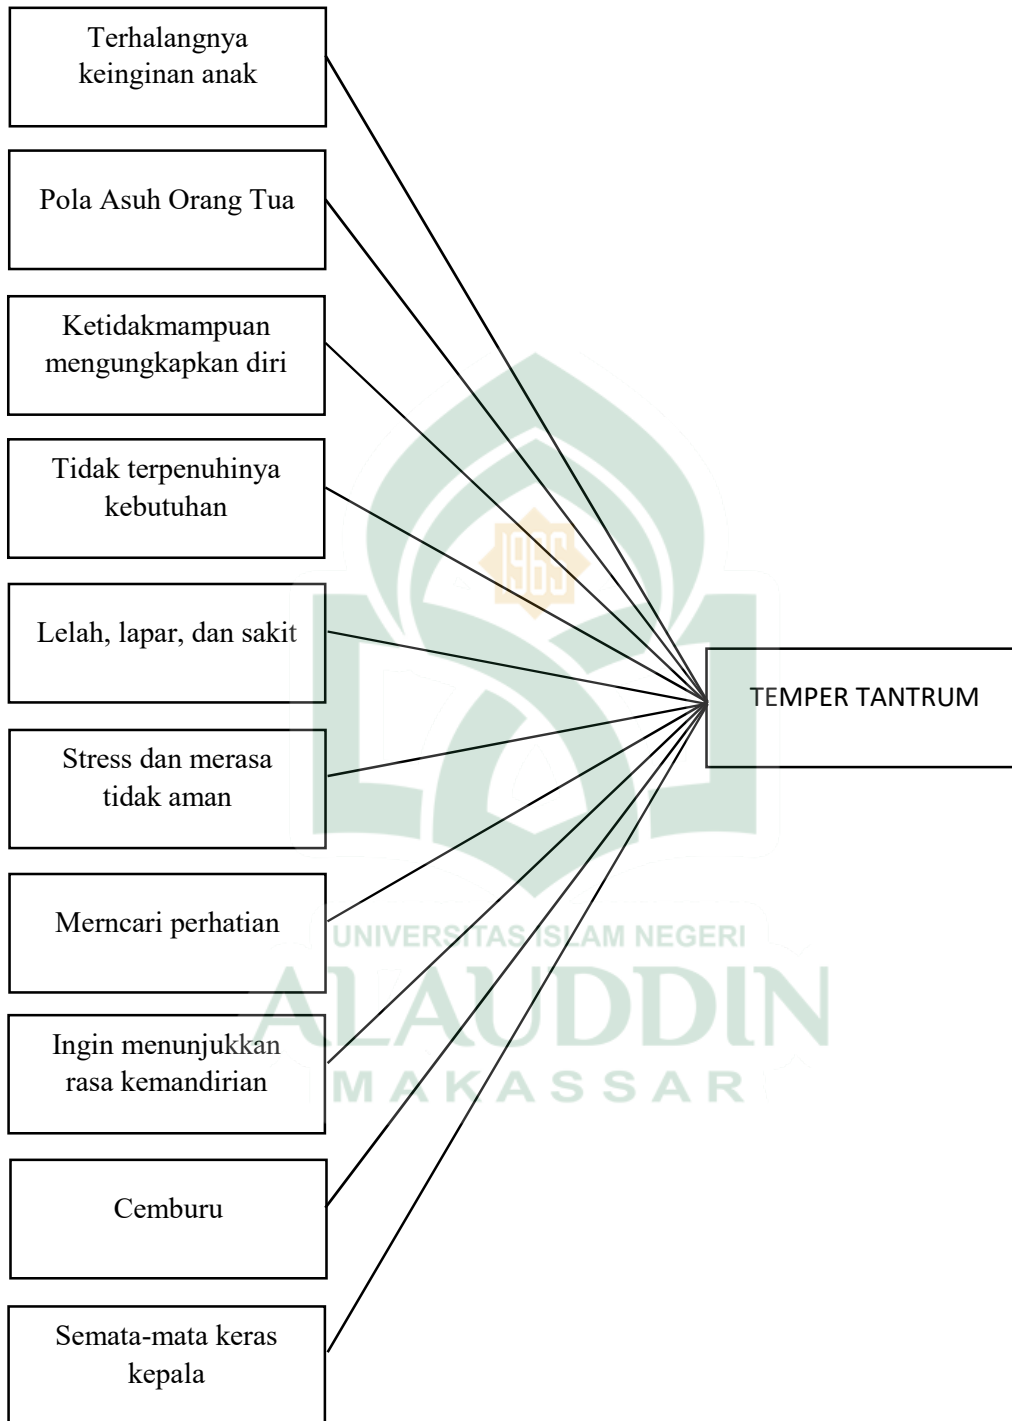 Terhalangnya
keinginan anak
Pola Asuh Orang Tua
Ketidakmampuan
mengungkapkan diri
Tidak terpenuhinya
kebutuhan
1965
Lelah, lapar, dan sakit
TEMPER TANTRUM
Stress dan merasa
tidak aman
Merncari perhatian
UNIVERSITAS ISLAM NEGERI
ALAUDDIN
Ingin menunjukkan
rasa kemandirian
MAKASSAR
Cemburu
Semata-mata keras
kepala